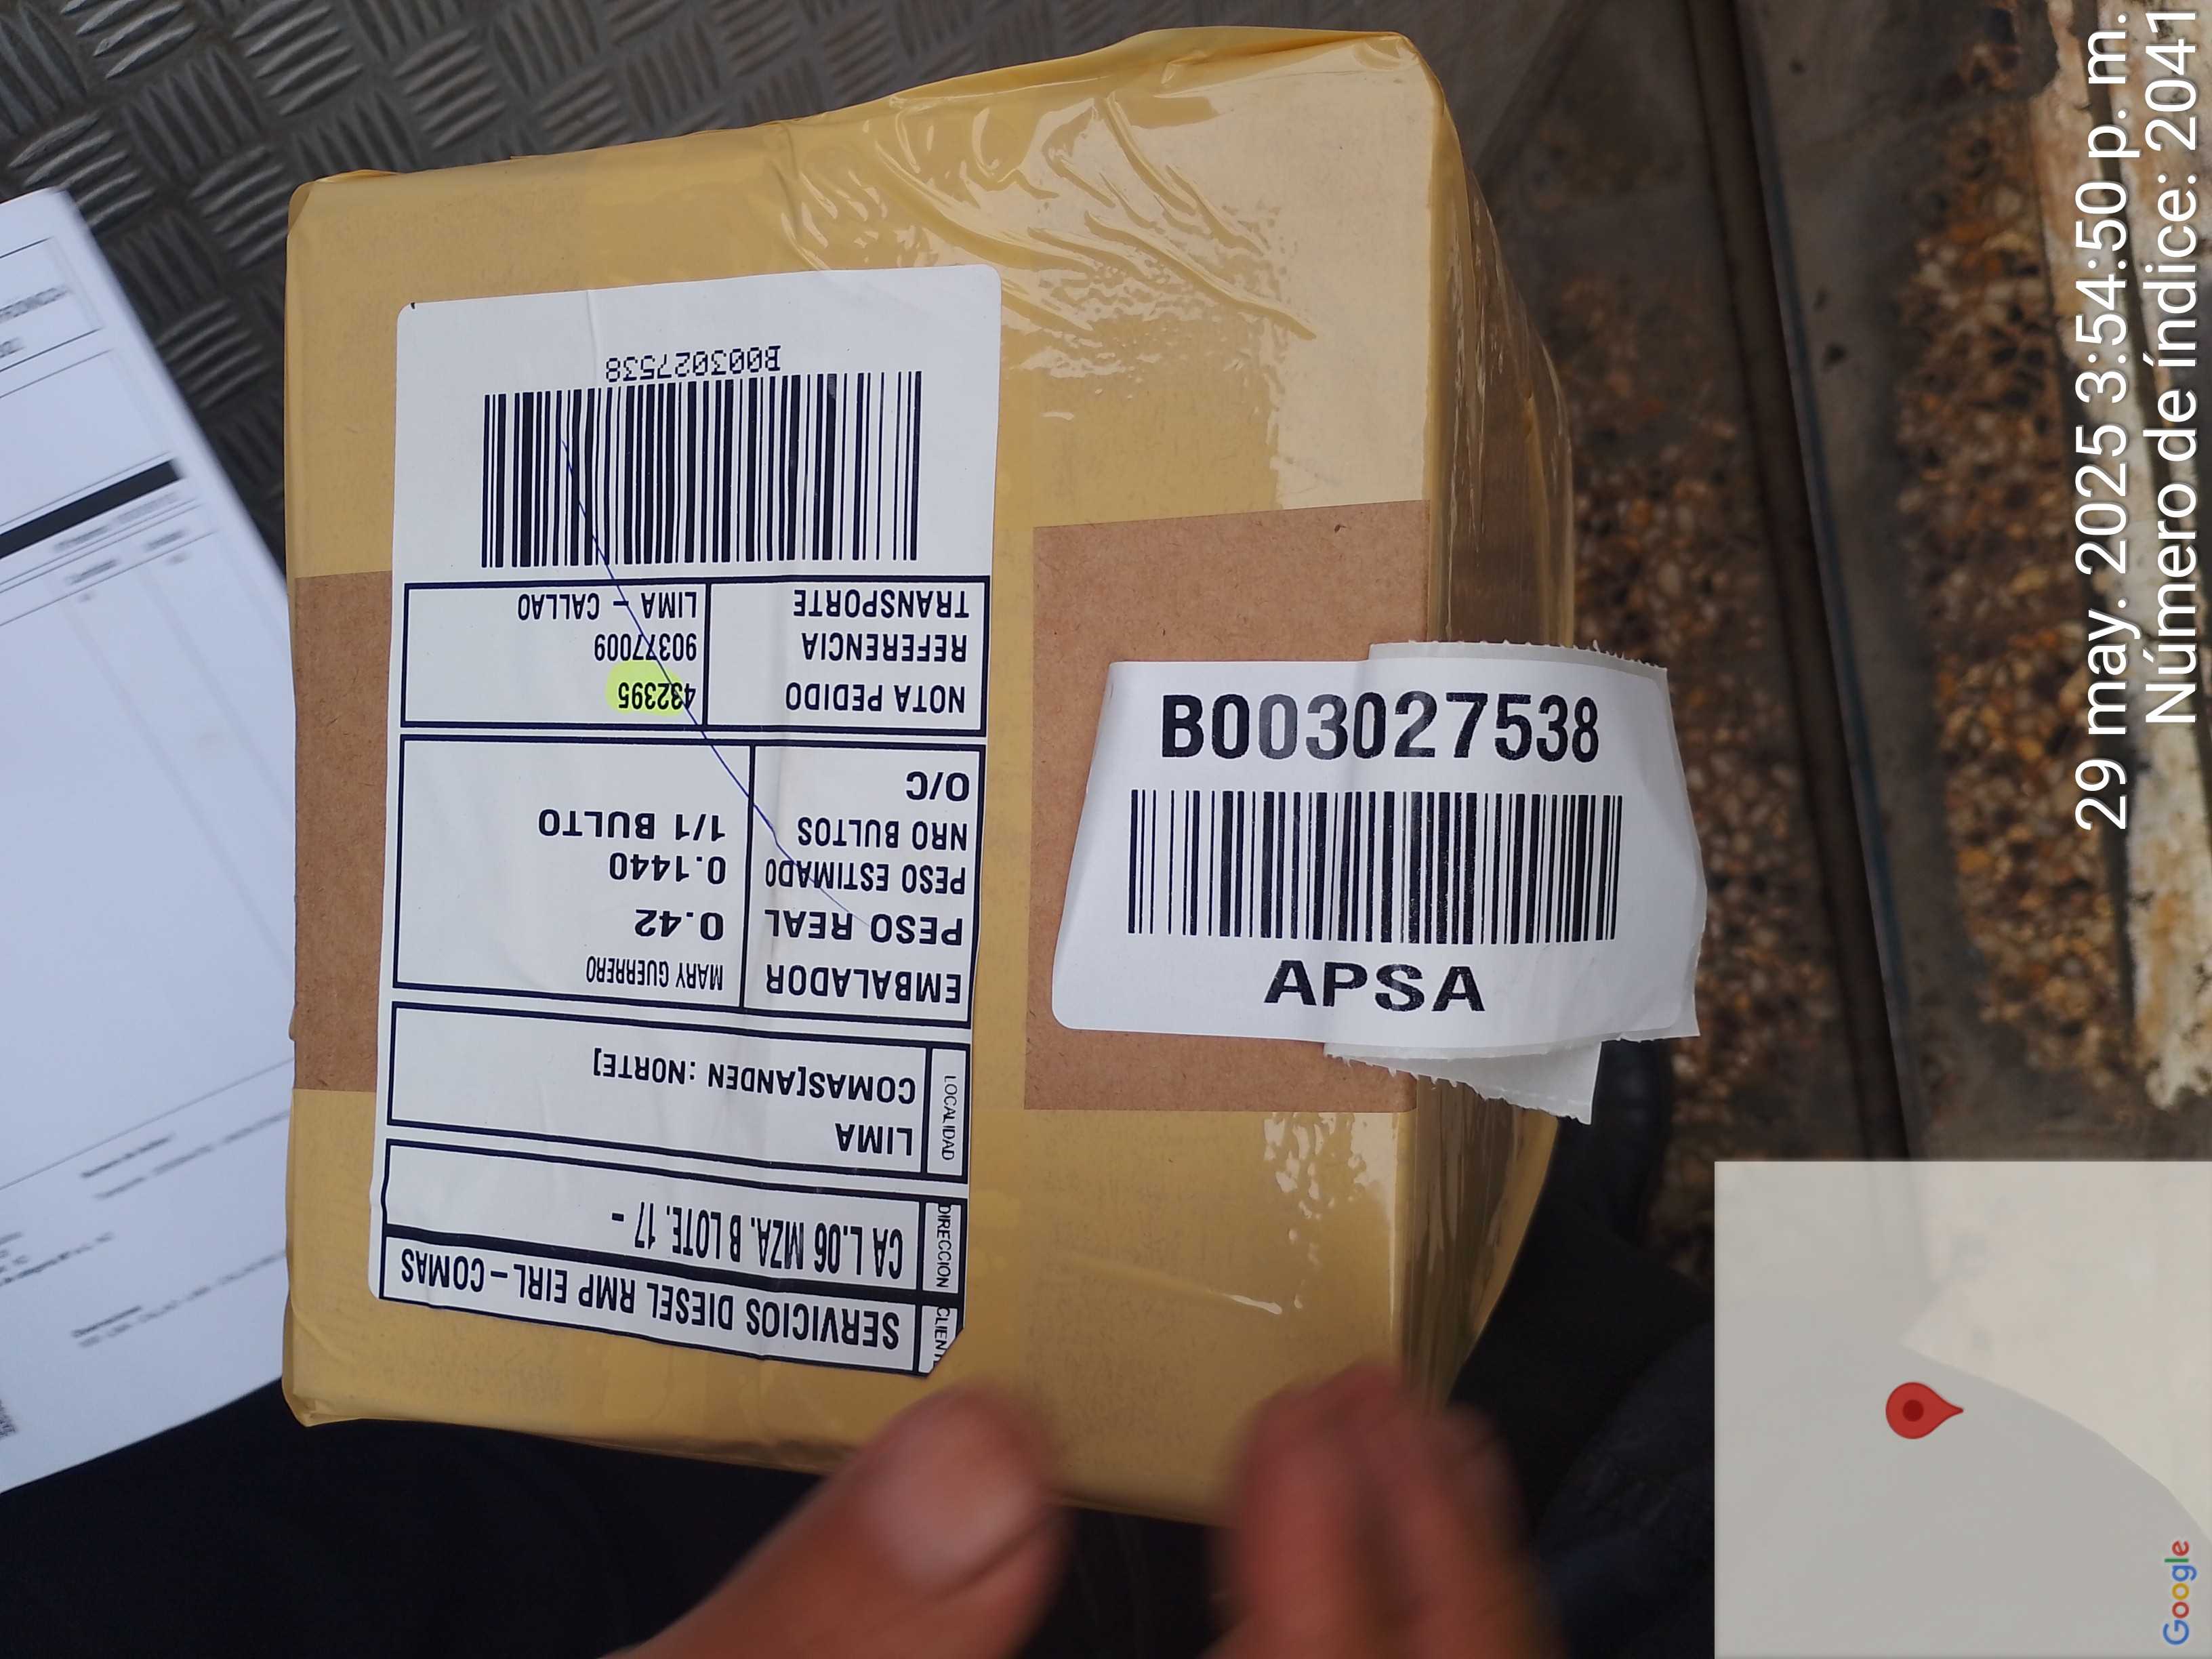 SERVICIOS DIESEL RMP EIRL-COMAS
DIRECCION
CA L.06 MZA. B LOTE. 17 -
LOCALIDAD
LIMA
COMAS[ANDEN : NORTE]
EMBALADOR MARY GUERRERO
PESO REAL 0.42
PESO ESTIMADO 0.1440
NRO BULTOS 1/1 BULTO
O/C
NOTA PEDIDO 432395
REFERENCIA 90377009
TRANSPORTE LIMA - CALLAO
B003027538
B003027538
APSA
29 may. 2025 3:54:50 p. m.
Número de índice: 2041
Google